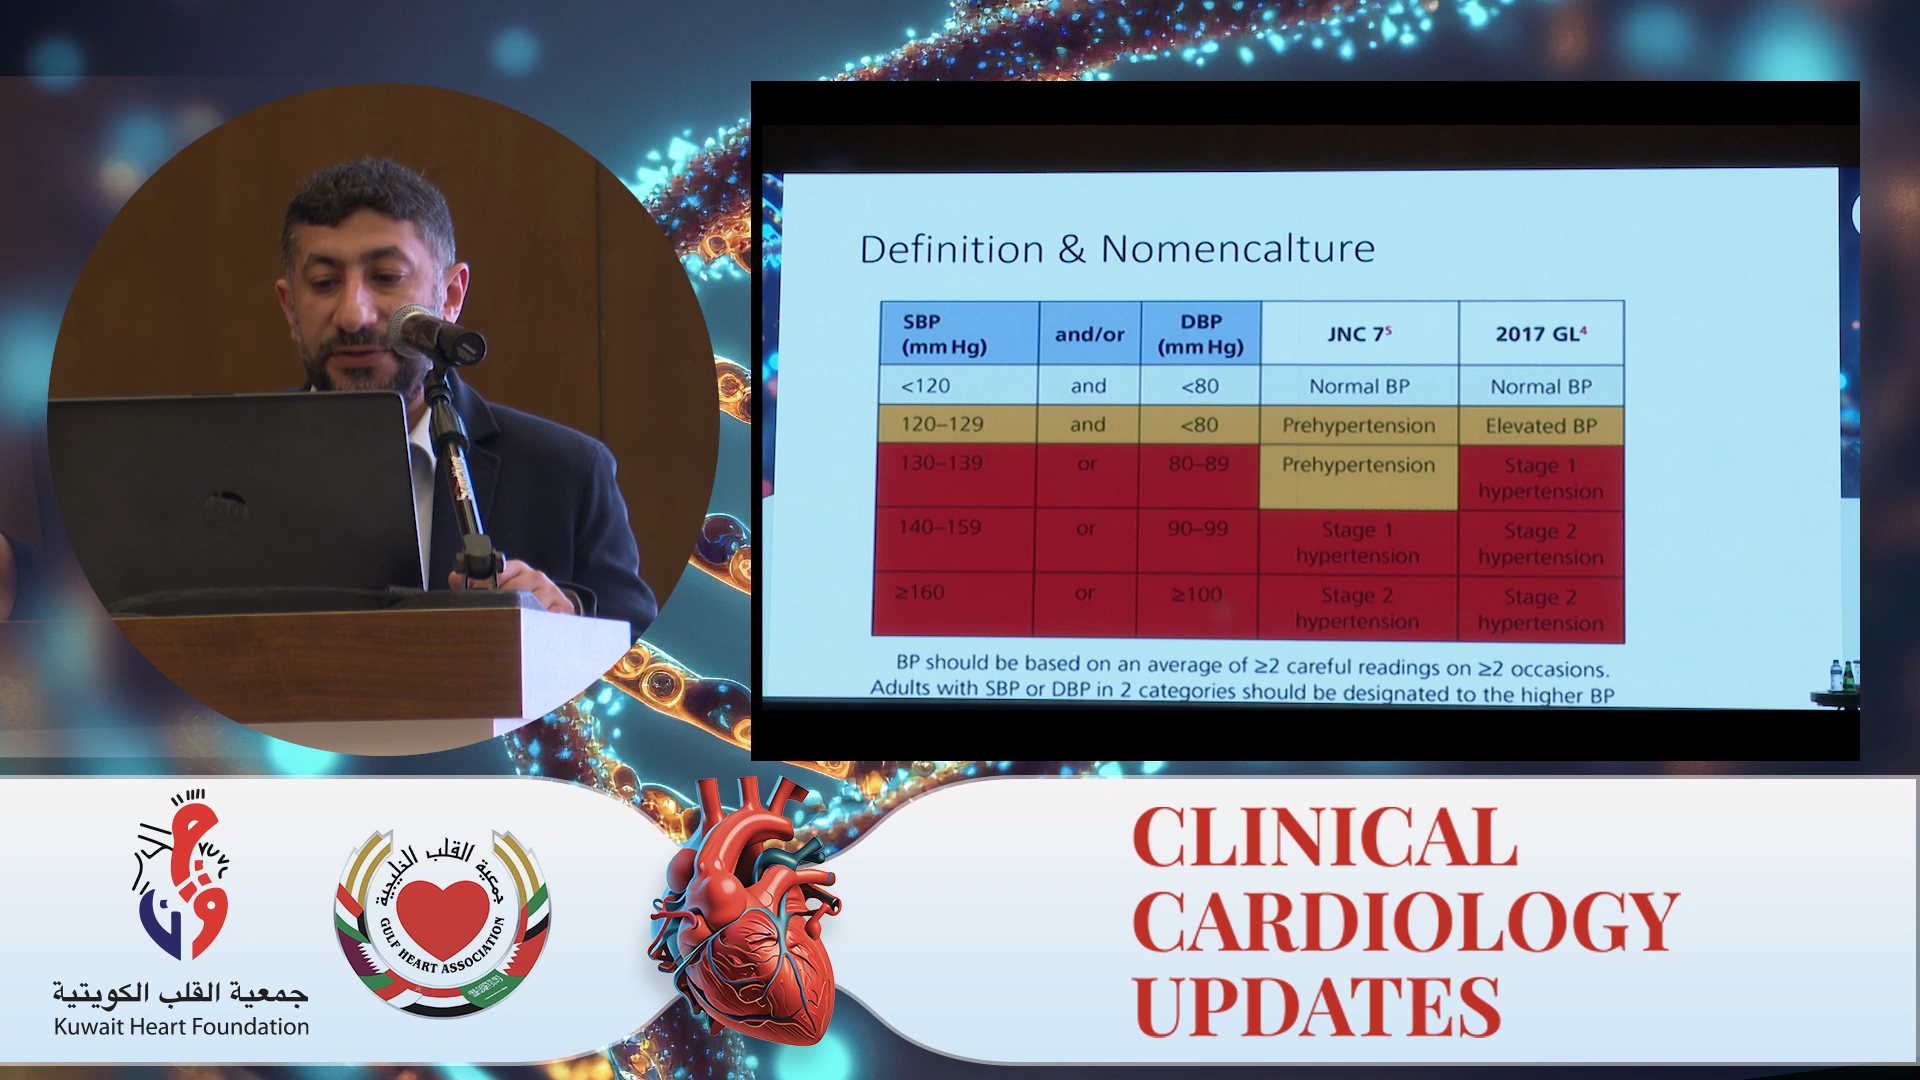 Definition & Nomencalture
SBP (mm Hg) and/or DBP (mm Hg) JNC 7⁵ 2017 GL⁴
<120 and <80 Normal BP Normal BP
120–129 and <80 Prehypertension Elevated BP
130–139 or 80–89 Prehypertension Stage 1 hypertension
140–159 or 90–99 Stage 1 hypertension Stage 2 hypertension
≥160 or ≥100 Stage 2 hypertension Stage 2 hypertension
BP should be based on an average of ≥2 careful readings on ≥2 occasions.
Adults with SBP or DBP in 2 categories should be designated to the higher BP
جمعية القلب الكويتية
Kuwait Heart Foundation
جمعية القلب الخليجية
GULF HEART ASSOCIATION
CLINICAL
CARDIOLOGY
UPDATES